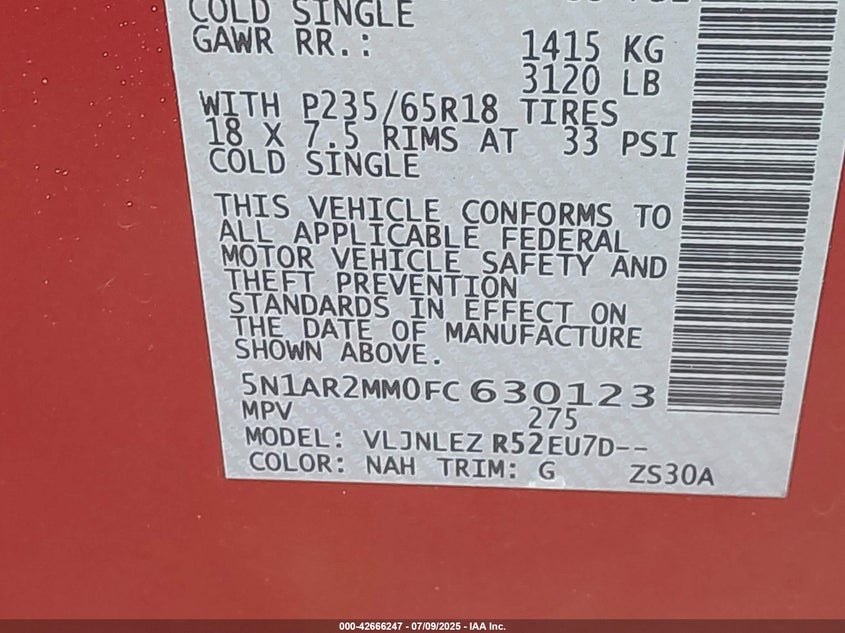 COLD SINGLE
GAWR RR.: 1415 KG
3120 LB
WITH P235/65R18 TIRES
18 X 7.5 RIMS AT 33 PSI
COLD SINGLE
THIS VEHICLE CONFORMS TO
ALL APPLICABLE FEDERAL
MOTOR VEHICLE SAFETY AND
THEFT PREVENTION
STANDARDS IN EFFECT ON
THE DATE OF MANUFACTURE
SHOWN ABOVE.
5N1AR2MM0FC630123
MPV 275
MODEL: VLJNLEZ R52EU7D--
COLOR: NAH TRIM: G ZS30A
000-42666247 - 07/09/2025 - IAA Inc.